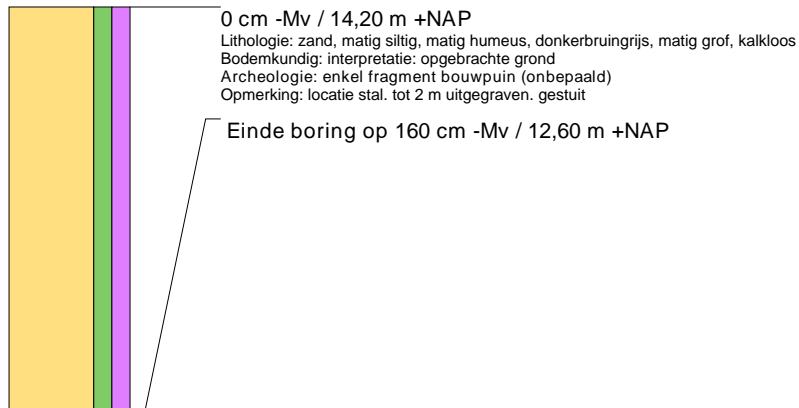 0 cm -Mv / 14,20 m +NAP
Lithologie: zand, matig siltig, matig humeus, donkerbruingrijs, matig grof, kalkloos
Bodemkundig: interpretatie: opgebrachte grond
Archeologie: enkel fragment bouwpuin (onbepaald)
Opmerking: locatie stal. tot 2 m uitgegraven. gestuit
Einde boring op 160 cm -Mv / 12,60 m +NAP